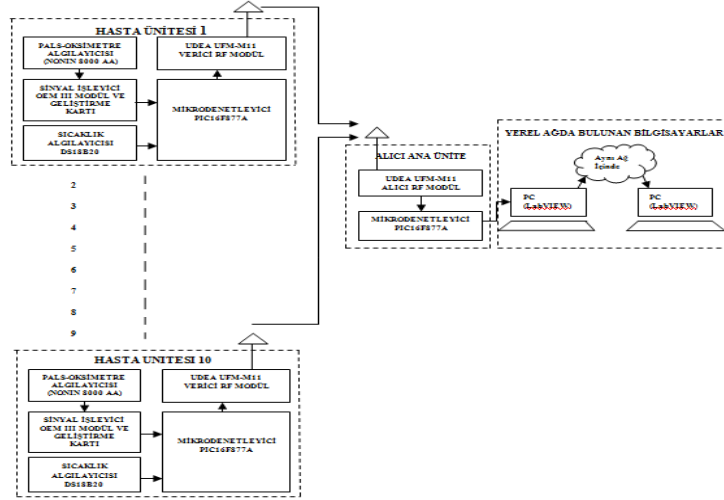 HASTA ÜNİTESİ 1
PALS-OKSİMETRE
ALGILAYICISI
(NONIN 8000 AA)
UDEA UFM-M11
VERİCİ RF MODÜL
SİNYAL İŞLEYİCİ
OEM III MODÜL VE
GELİŞTİRME
KARTI
MİKRODENETLEYİCİ
PIC16F877A
SICAKLIK
ALGILAYICISI
DS18B20
2
3
4
5
6
7
8
9
ALICI ANA ÜNİTE
UDEA UFM-M11
ALICI RF MODÜL
MİKRODENETLEYİCİ
PIC16F877A
YEREL AĞDA BULUNAN BİLGİSAYARLAR
Aynı Ağ
İçinde
PC
(LabVIEW)
PC
(LabVIEW)
HASTA UNITESI 10
PALS-OKSİMETRE
ALGILAYICISI
(NONIN 8000 AA)
UDEA UFM-M11
VERİCİ RF MODÜL
SİNYAL İŞLEYİCİ
OEM III MODÜL VE
GELİŞTİRME
KARTI
MİKRODENETLEYİCİ
PIC16F877A
SICAKLIK
ALGILAYICISI
DS18B20